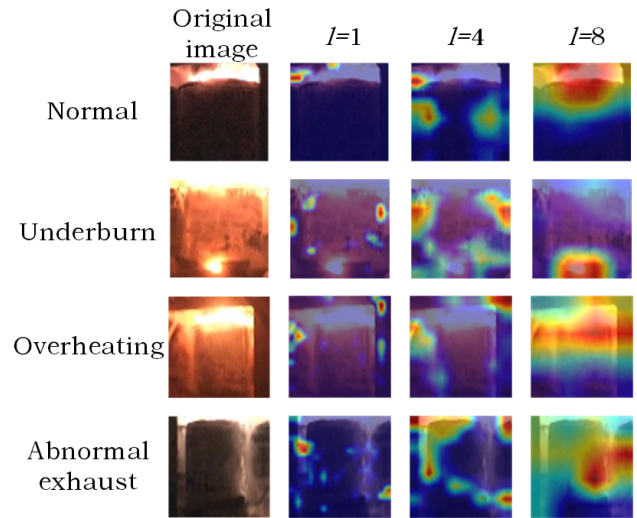 Original
image
l=1
l=4
l=8
Normal
Underburn
Overheating
Abnormal
exhaust